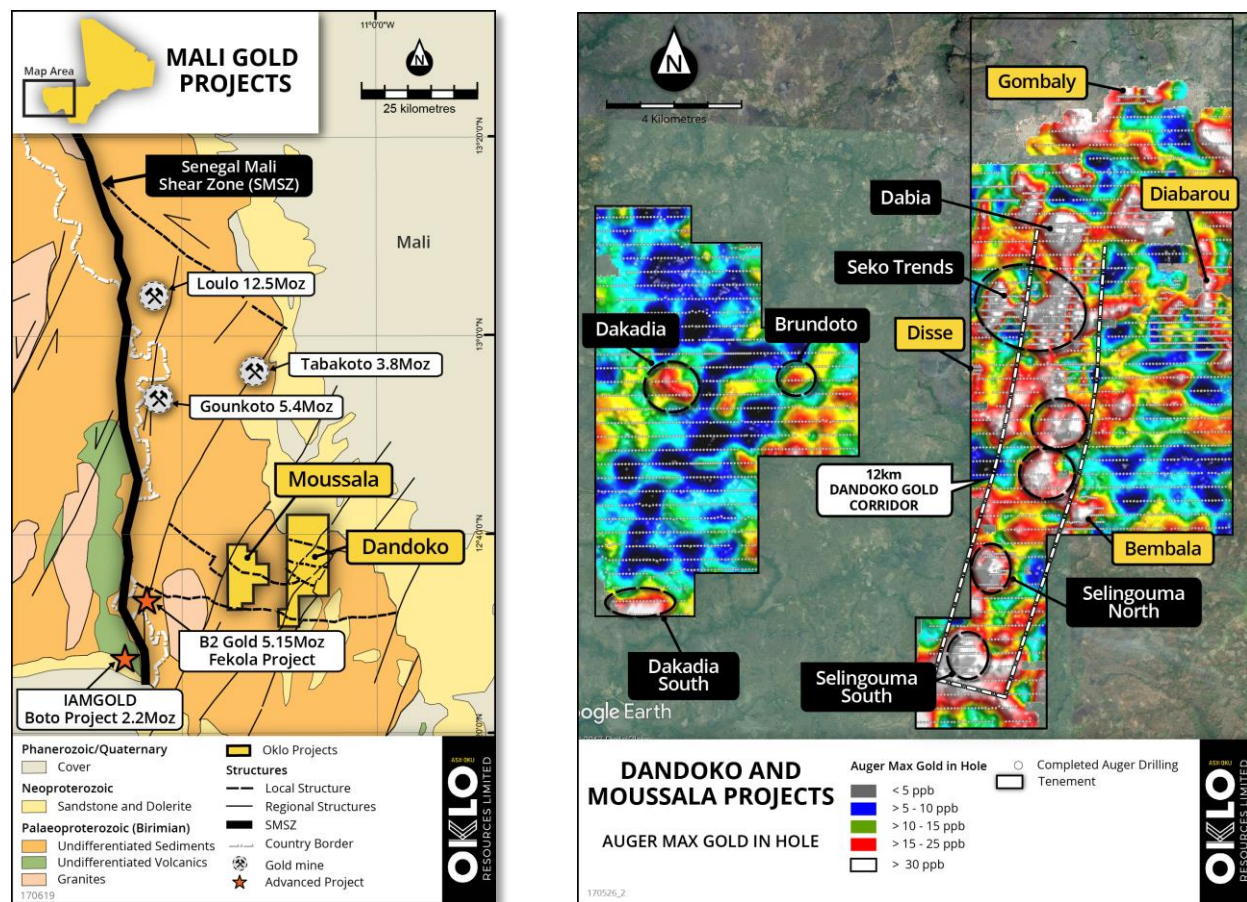 Map Area
MALI GOLD
PROJECTS
11°0'0"W
N
25 kilometres
13°20'0"N
Senegal Mali
Shear Zone (SMSZ)
Mali
Loulo 12.5Moz
13°0'0"N
Tabakoto 3.8Moz
Gounkoto 5.4Moz
Moussala
Dandoko
12°40'0"N
B2 Gold 5.15Moz
Fekola Project
IAMGOLD
Boto Project 2.2Moz
Phanerozoic/Quaternary
Cover
Neoproterozoic
Sandstone and Dolerite
Palaeoproterozoic (Birimian)
Undifferentiated Sediments
Undifferentiated Volcanics
Granites
170619
Oklo Projects
Structures
Local Structure
Regional Structures
SMSZ
Country Border
Gold mine
Advanced Project
ASX:OKU
OKLO
RESOURCES LIMITED
N
4 Kilometres
Gombaly
Dabia
Diabarou
Seko Trends
Dakadia
Brundoto
Disse
12km
DANDOKO GOLD
CORRIDOR
Bembala
Selingouma
North
Dakadia
South
Selingouma
South
ogle Earth
DANDOKO AND
MOUSSALA PROJECTS
AUGER MAX GOLD IN HOLE
170526_2
Auger Max Gold in Hole
< 5 ppb
> 5 - 10 ppb
> 10 - 15 ppb
> 15 - 25 ppb
> 30 ppb
Completed Auger Drilling
Tenement
ASX:OKU
OKLO
RESOURCES LIMITED